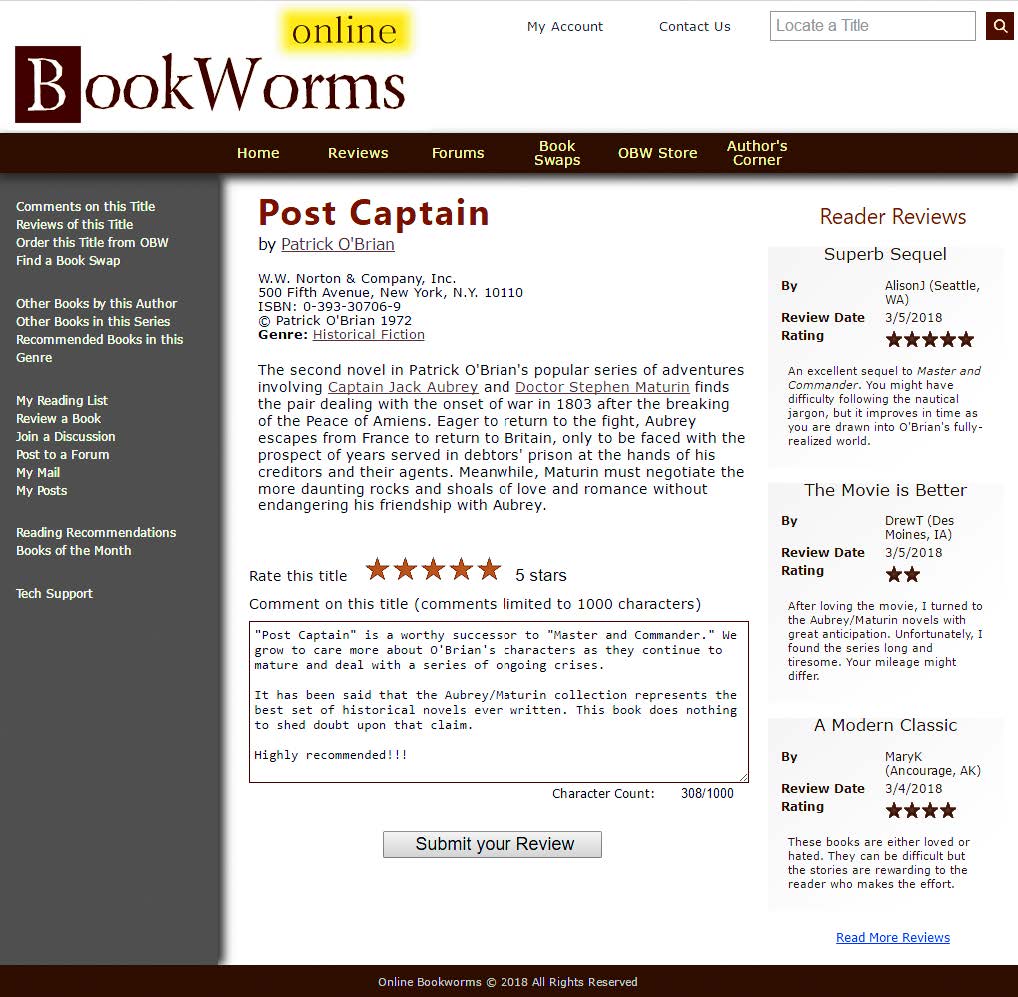 online
BookWorms
My Account
Contact Us
Locate a Title
Home
Reviews
Forums
Book
Swaps
OBW Store
Author's
Corner
Comments on this Title
Reviews of this Title
Order this Title from OBW
Find a Book Swap
Other Books by this Author
Other Books in this Series
Recommended Books in this
Genre
My Reading List
Review a Book
Join a Discussion
Post to a Forum
My Mail
My Posts
Reading Recommendations
Books of the Month
Tech Support
Post Captain
by Patrick O'Brian
W.W. Norton & Company, Inc.
500 Fifth Avenue, New York, N.Y. 10110
ISBN: 0-393-30706-9
© Patrick O'Brian 1972
Genre: Historical Fiction
The second novel in Patrick O'Brian's popular series of adventures
involving Captain Jack Aubrey and Doctor Stephen Maturin finds
the pair dealing with the onset of war in 1803 after the breaking
of the Peace of Amiens. Eager to return to the fight, Aubrey
escapes from France to return to Britain, only to be faced with the
prospect of years served in debtors' prison at the hands of his
creditors and their agents. Meanwhile, Maturin must negotiate the
more daunting rocks and shoals of love and romance without
endangering his friendship with Aubrey.
Rate this title ★★★★★ 5 stars
Comment on this title (comments limited to 1000 characters)
"Post Captain" is a worthy successor to "Master and Commander." We
grow to care more about O'Brian's characters as they continue to
mature and deal with a series of ongoing crises.
It has been said that the Aubrey/Maturin collection represents the
best set of historical novels ever written. This book does nothing
to shed doubt upon that claim.
Highly recommended!!!
Character Count: 308/1000
Submit your Review
Reader Reviews
Superb Sequel
By AlisonJ (Seattle,
WA)
Review Date 3/5/2018
Rating ★★★★★
An excellent sequel to Master and
Commander. You might have
difficulty following the nautical
jargon, but it improves in time as
you are drawn into O'Brian's fully-
realized world.
The Movie is Better
By DrewT (Des
Moines, IA)
Review Date 3/5/2018
Rating ★★
After loving the movie, I turned to
the Aubrey/Maturin novels with
great anticipation. Unfortunately, I
found the series long and
tiresome. Your mileage might
differ.
A Modern Classic
By MaryK
(Ancourage, AK)
Review Date 3/4/2018
Rating ★★★★
These books are either loved or
hated. They can be difficult but
the stories are rewarding to the
reader who makes the effort.
Read More Reviews
Online Bookworms © 2018 All Rights Reserved